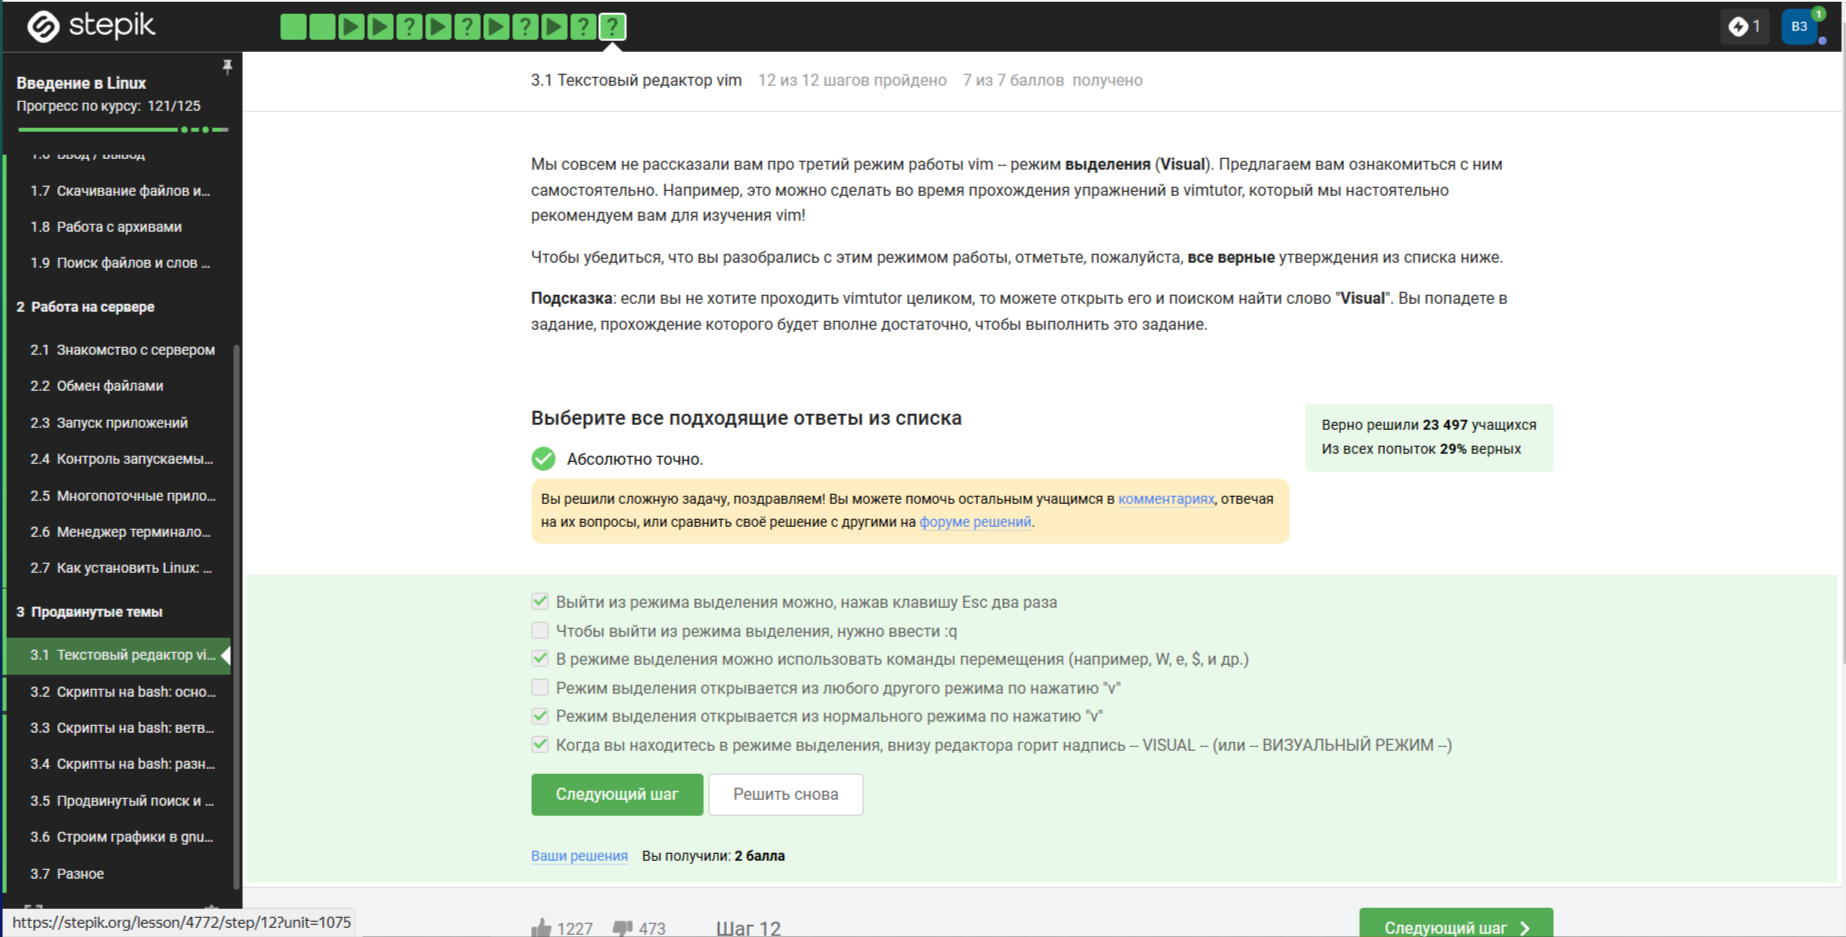 stepik
? ? ? ? ? ?
1
В3
1
Введение в Linux
Прогресс по курсу: 121/125
1.6 Ввод / Вывод
1.7 Скачивание файлов и...
1.8 Работа с архивами
1.9 Поиск файлов и слов ...
2 Работа на сервере
2.1 Знакомство с сервером
2.2 Обмен файлами
2.3 Запуск приложений
2.4 Контроль запускаемы...
2.5 Многопоточные прило...
2.6 Менеджер терминало...
2.7 Как установить Linux: ...
3 Продвинутые темы
3.1 Текстовый редактор vi...
3.2 Скрипты на bash: осно...
3.3 Скрипты на bash: ветв...
3.4 Скрипты на bash: разн...
3.5 Продвинутый поиск и ...
3.6 Строим графики в gnu...
3.7 Разное
https://stepik.org/lesson/4772/step/12?unit=1075
3.1 Текстовый редактор vim 12 из 12 шагов пройдено 7 из 7 баллов получено
Мы совсем не рассказали вам про третий режим работы vim -- режим выделения (Visual). Предлагаем вам ознакомиться с ним
самостоятельно. Например, это можно сделать во время прохождения упражнений в vimtutor, который мы настоятельно
рекомендуем вам для изучения vim!
Чтобы убедиться, что вы разобрались с этим режимом работы, отметьте, пожалуйста, все верные утверждения из списка ниже.
Подсказка: если вы не хотите проходить vimtutor целиком, то можете открыть его и поиском найти слово "Visual". Вы попадете в
задание, прохождение которого будет вполне достаточно, чтобы выполнить это задание.
Выберите все подходящие ответы из списка
Верно решили 23 497 учащихся
Из всех попыток 29% верных
Абсолютно точно.
Вы решили сложную задачу, поздравляем! Вы можете помочь остальным учащимся в комментариях, отвечая
на их вопросы, или сравнить своё решение с другими на форуме решений.
Выйти из режима выделения можно, нажав клавишу Esc два раза
Чтобы выйти из режима выделения, нужно ввести :q
В режиме выделения можно использовать команды перемещения (например, W, e, $, и др.)
Режим выделения открывается из любого другого режима по нажатию "v"
Режим выделения открывается из нормального режима по нажатию "v"
Когда вы находитесь в режиме выделения, внизу редактора горит надпись -- VISUAL -- (или -- ВИЗУАЛЬНЫЙ РЕЖИМ --)
Следующий шаг
Решить снова
Ваши решения Вы получили: 2 балла
1227 473 Шаг 12
Следующий шаг